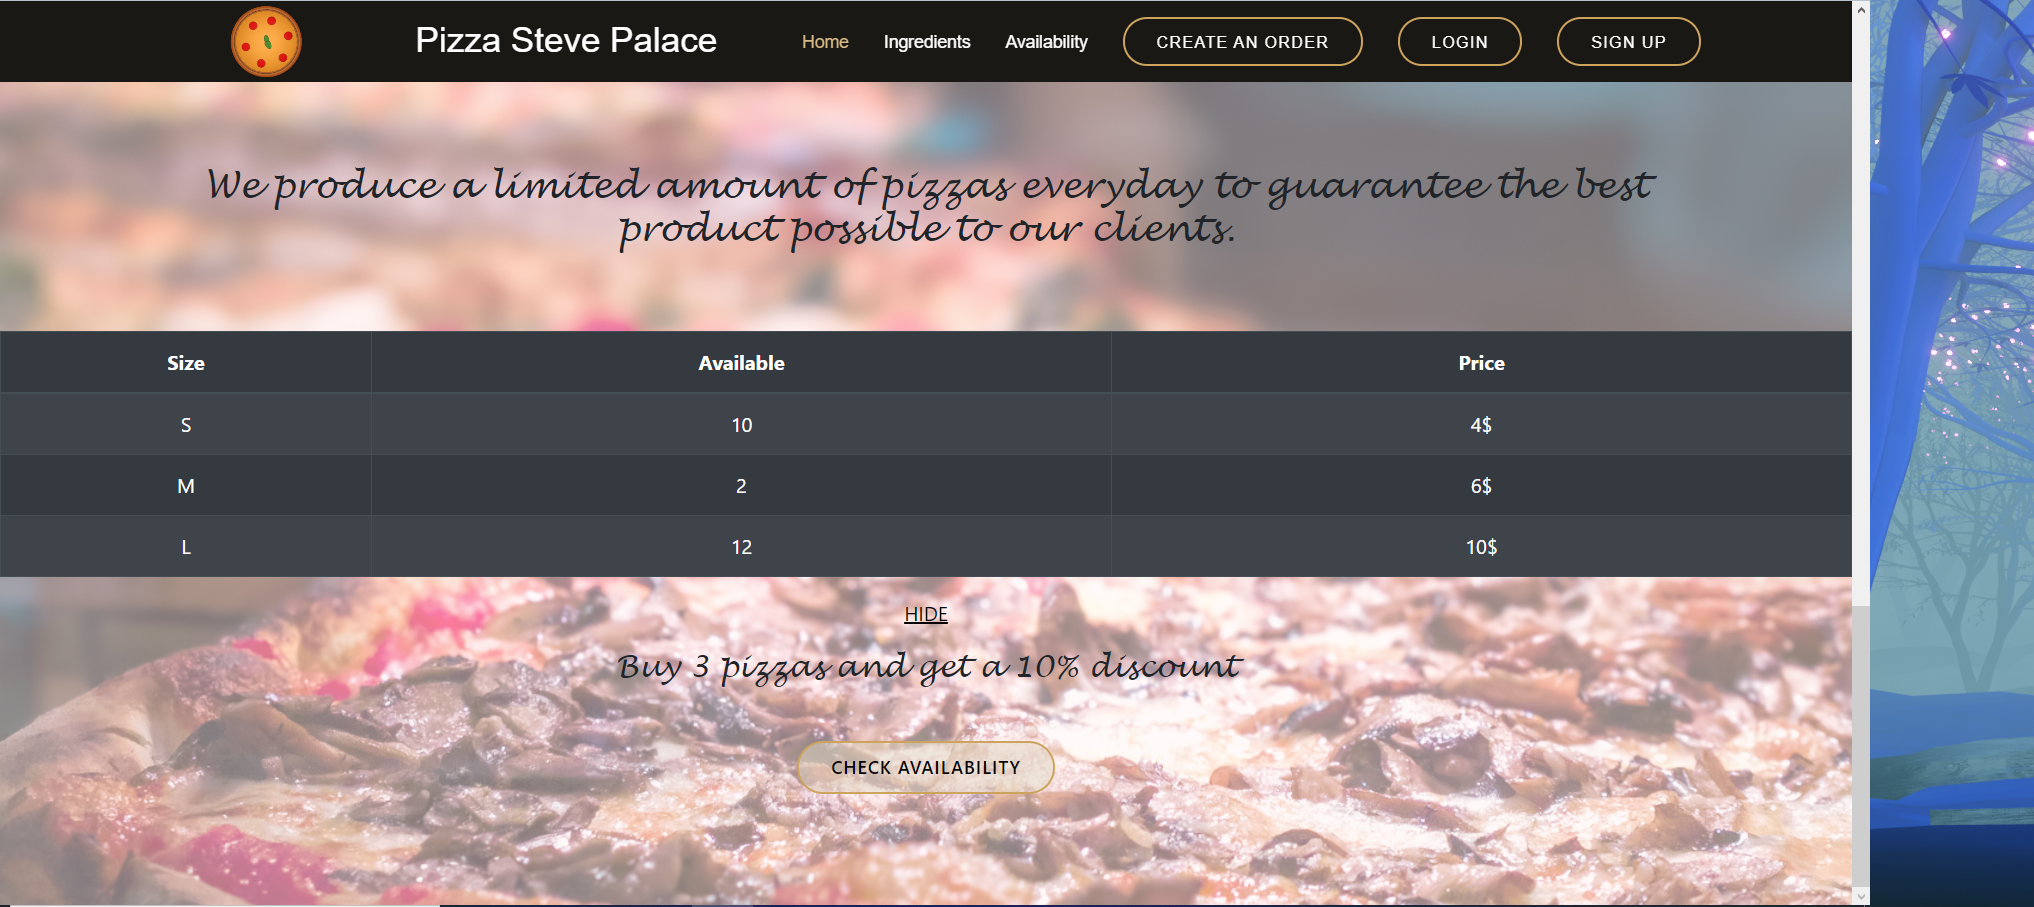 Pizza Steve Palace Home Ingredients Availability CREATE AN ORDER LOGIN SIGN UP
We produce a limited amount of pizzas everyday to guarantee the best
product possible to our clients.
Size Available Price
S 10 4$
M 2 6$
L 12 10$
HIDE
Buy 3 pizzas and get a 10% discount
CHECK AVAILABILITY